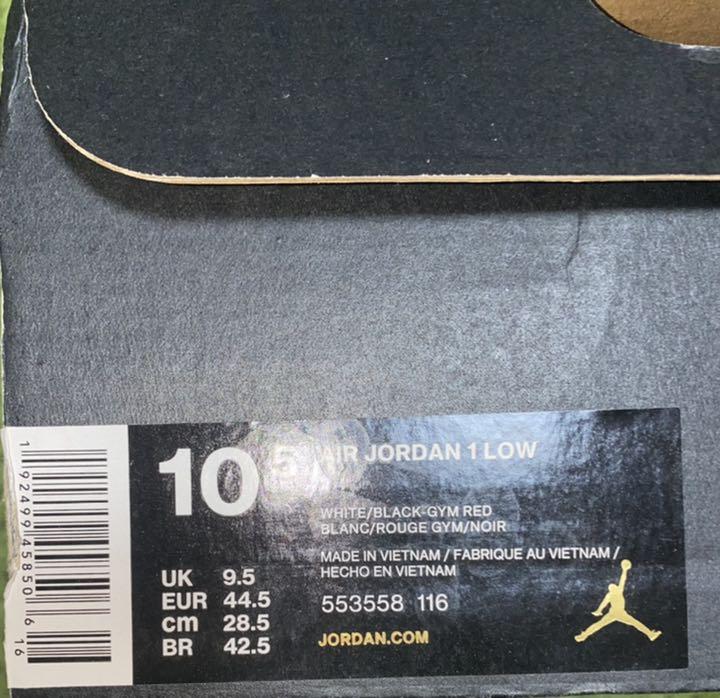 10.5
AIR JORDAN 1 LOW
WHITE/BLACK-GYM RED
BLANC/ROUGE GYM/NOIR
MADE IN VIETNAM / FABRIQUE AU VIETNAM /
HECHO EN VIETNAM
UK 9.5
EUR 44.5
cm 28.5
BR 42.5
553558 116
JORDAN.COM
1 92499 45850 6
16